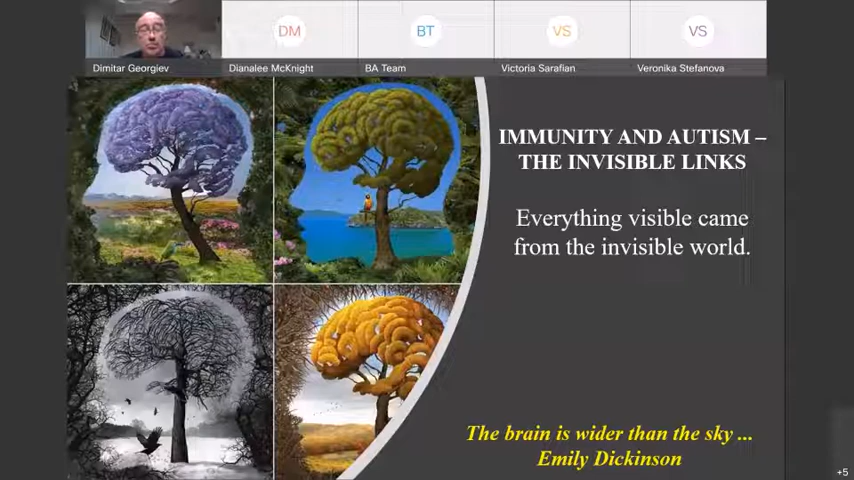 DM
BT
VS
VS
Dimitar Georgiev
Dianalee McKnight
BA Team
Victoria Sarafian
Veronika Stefanova
IMMUNITY AND AUTISM –
THE INVISIBLE LINKS
Everything visible came
from the invisible world.
The brain is wider than the sky ...
Emily Dickinson
+5